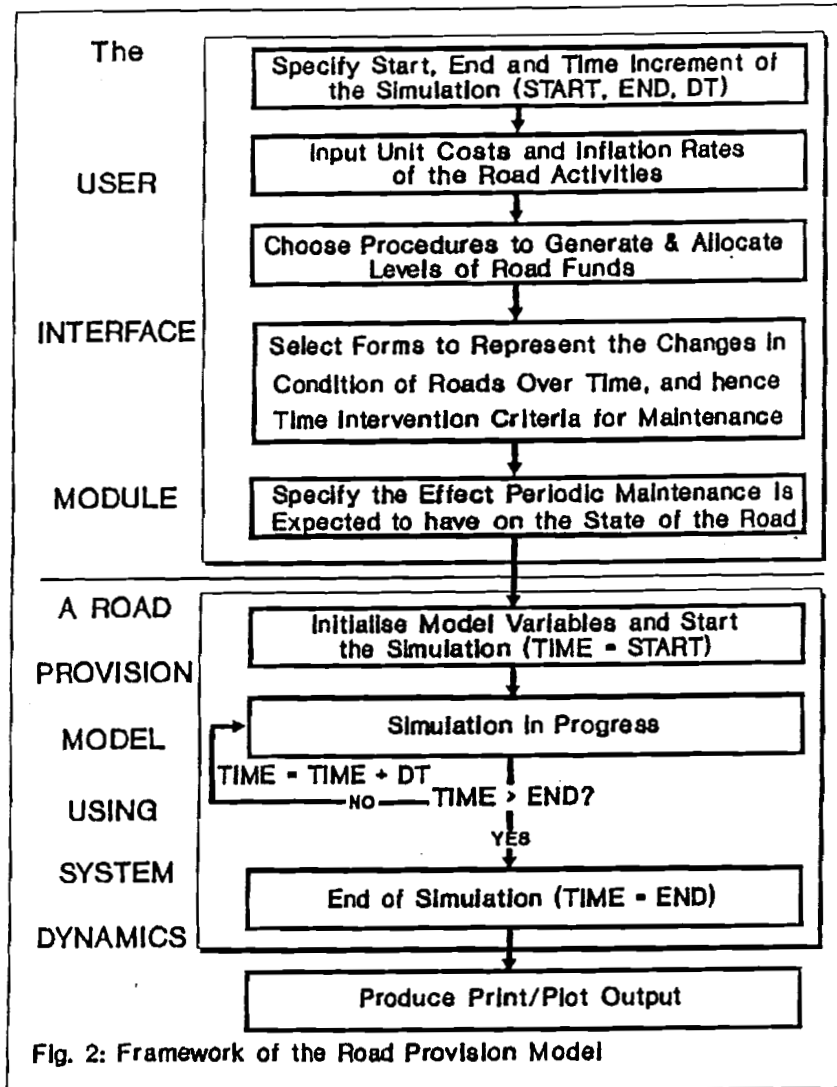 The
USER
INTERFACE
MODULE
Specify Start, End and Time Increment of
the Simulation (START, END, DT)
Input Unit Costs and Inflation Rates
of the Road Activities
Choose Procedures to Generate & Allocate
Levels of Road Funds
Select Forms to Represent the Changes in
Condition of Roads Over Time, and hence
Time Intervention Criteria for Maintenance
Specify the Effect Periodic Maintenance is
Expected to have on the State of the Road
A ROAD
PROVISION
MODEL
USING
SYSTEM
DYNAMICS
Initialise Model Variables and Start
the Simulation (TIME = START)
Simulation in Progress
TIME = TIME + DT
NO
TIME > END?
YES
End of Simulation (TIME = END)
Produce Print/Plot Output
Fig. 2: Framework of the Road Provision Model